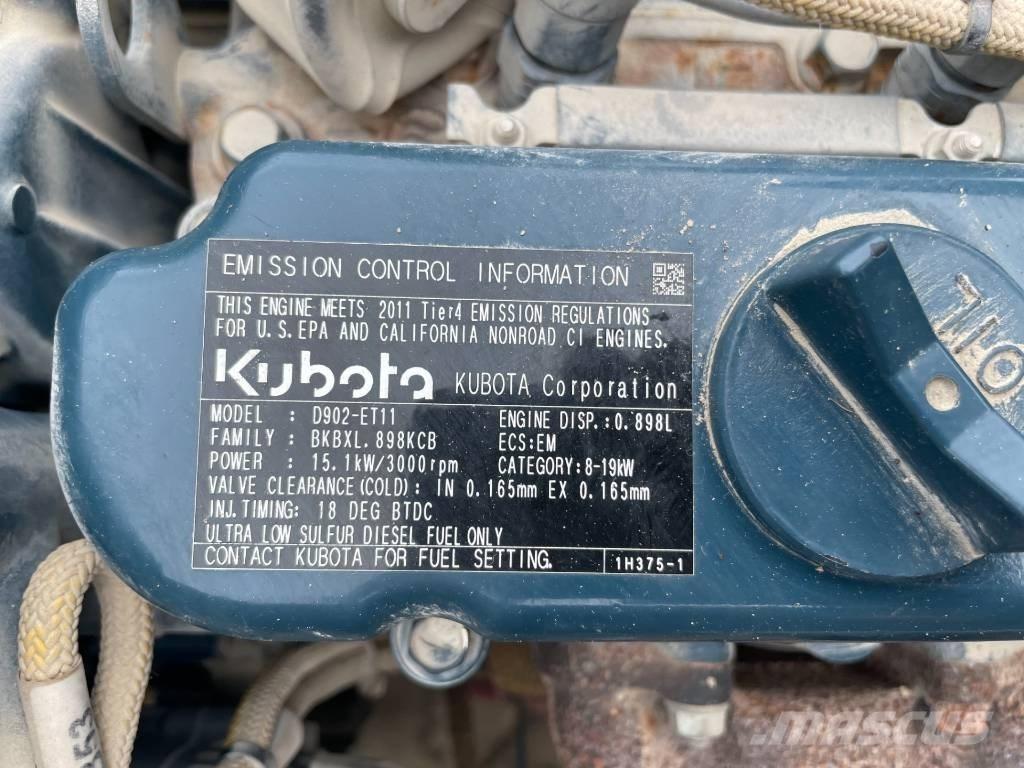 EMISSION CONTROL INFORMATION
THIS ENGINE MEETS 2011 Tier4 EMISSION REGULATIONS
FOR U.S.EPA AND CALIFORNIA NONROAD CI ENGINES.
Kubota KUBOTA Corporation
MODEL : D902-ET11 ENGINE DISP.:0.898L
FAMILY : BKBXL.898KCB ECS:EM
POWER : 15.1kW/3000rpm CATEGORY:8-19kW
VALVE CLEARANCE(COLD): IN 0.165mm EX 0.165mm
INJ.TIMING: 18 DEG BTDC
ULTRA LOW SULFUR DIESEL FUEL ONLY
CONTACT KUBOTA FOR FUEL SETTING. 1H375-1
OIL
53
MASCUS